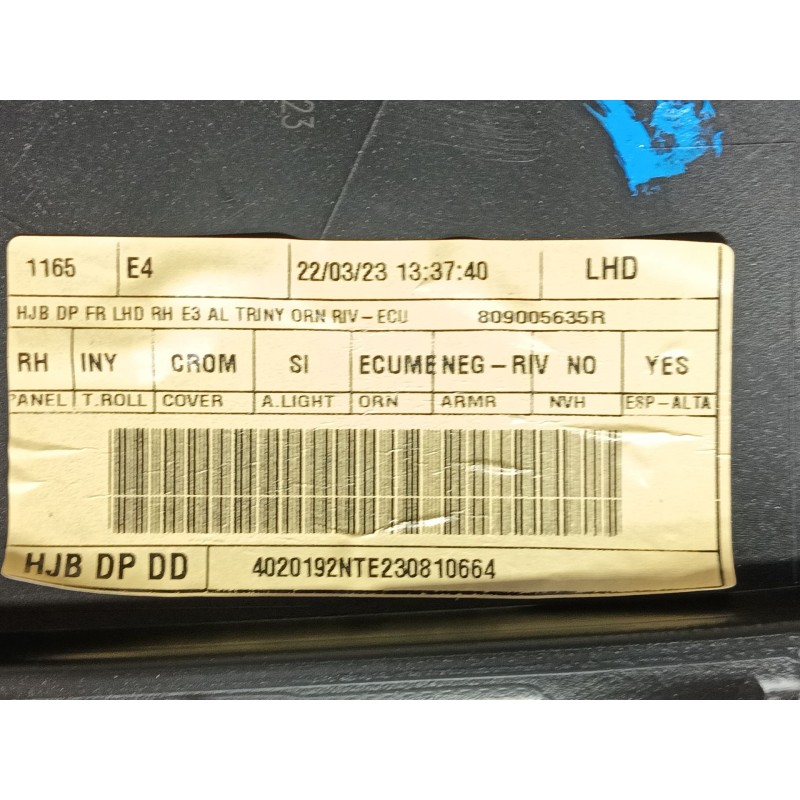 23
1165 E4 22/03/23 13:37:40 LHD
HJB DP FR LHD RH E3 AL TRINY ORN RIV-ECU 809005635R
RH INY CROM SI ECUME NEG-RIV NO YES
PANEL T.ROLL COVER A.LIGHT ORN ARMR NVH ESP-ALTA
HJB DP DD 4020192NTE230810664